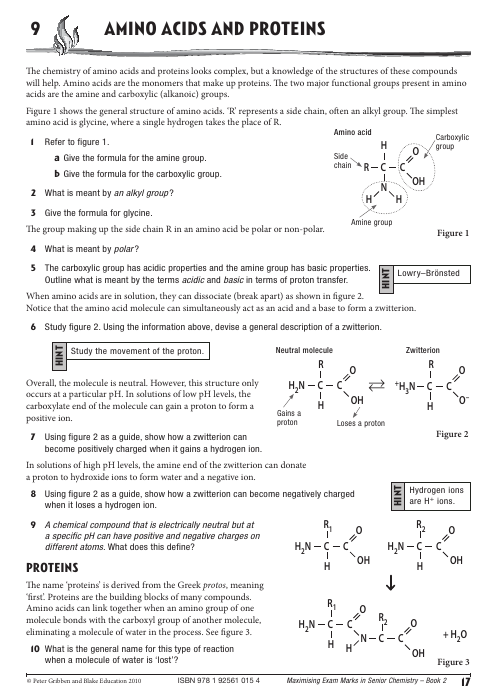 9 AMINO ACIDS AND PROTEINS
The chemistry of amino acids and proteins looks complex, but a knowledge of the structures of these compounds
will help. Amino acids are the monomers that make up proteins. The two major functional groups present in amino
acids are the amine and carboxylic (alkanoic) groups.
Figure 1 shows the general structure of amino acids. 'R' represents a side chain, often an alkyl group. The simplest
amino acid is glycine, where a single hydrogen takes the place of R.
1 Refer to figure 1.
a Give the formula for the amine group.
b Give the formula for the carboxylic group.
2 What is meant by an alkyl group?
3 Give the formula for glycine.
Amino acid
Carboxylic
group
Side
chain
H
R – C – C
O
OH
N
H H
Amine group
Figure 1
The group making up the side chain R in an amino acid be polar or non-polar.
4 What is meant by polar?
5 The carboxylic group has acidic properties and the amine group has basic properties.
Outline what is meant by the terms acidic and basic in terms of proton transfer.
HINT Lowry–Brönsted
When amino acids are in solution, they can dissociate (break apart) as shown in figure 2.
Notice that the amino acid molecule can simultaneously act as an acid and a base to form a zwitterion.
6 Study figure 2. Using the information above, devise a general description of a zwitterion.
HINT Study the movement of the proton.
Neutral molecule Zwitterion
R R
O O
H2N – C – C ⇌ +H3N – C – C
OH O–
H H
Gains a
proton
Loses a proton
Figure 2
Overall, the molecule is neutral. However, this structure only
occurs at a particular pH. In solutions of low pH levels, the
carboxylate end of the molecule can gain a proton to form a
positive ion.
7 Using figure 2 as a guide, show how a zwitterion can
become positively charged when it gains a hydrogen ion.
In solutions of high pH levels, the amine end of the zwitterion can donate
a proton to hydroxide ions to form water and a negative ion.
8 Using figure 2 as a guide, show how a zwitterion can become negatively charged
when it loses a hydrogen ion.
HINT Hydrogen ions
are H+ ions.
9 A chemical compound that is electrically neutral but at
a specific pH can have positive and negative charges on
different atoms. What does this define?
PROTEINS
The name 'proteins' is derived from the Greek protos, meaning
'first'. Proteins are the building blocks of many compounds.
Amino acids can link together when an amino group of one
molecule bonds with the carboxyl group of another molecule,
eliminating a molecule of water in the process. See figure 3.
10 What is the general name for this type of reaction
when a molecule of water is 'lost'?
R1 R2
O O
H2N – C – C H2N – C – C
OH OH
H H
R1
O R2
H2N – C – C O
N – C – C
H H OH
H
+ H2O
Figure 3
© Peter Gribben and Blake Education 2010 ISBN 978 1 92561 015 4 Maximising Exam Marks in Senior Chemistry – Book 2 17